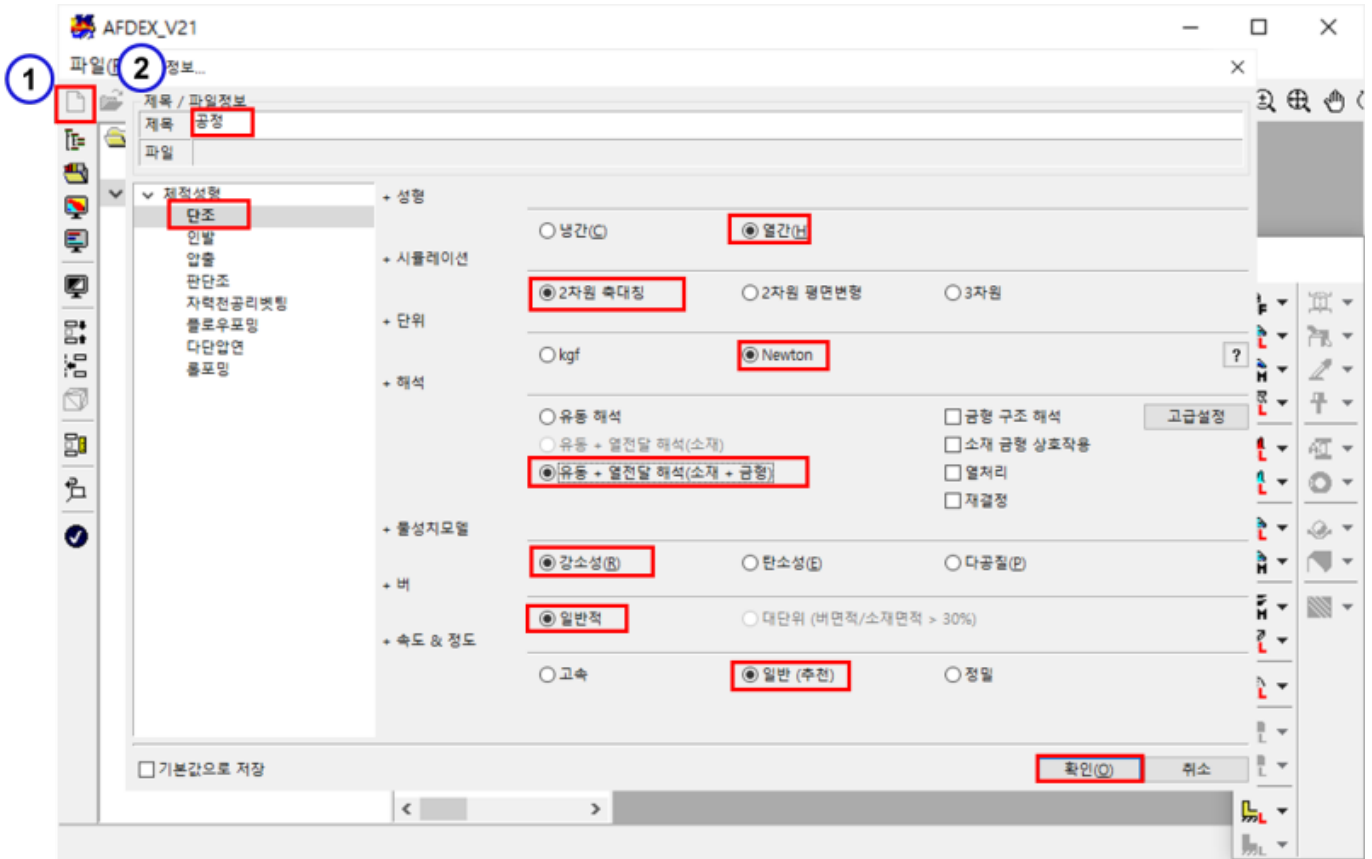 AFDEX_V21
1
2
파일(F
정보...
제목 / 파일정보
제목 공정
파일
체적성형
단조
인발
압출
판단조
자력천공리벳팅
플로우포밍
다단압연
롤포밍
+ 성형
냉간(C) 열간(H
+ 시뮬레이션
2차원 축대칭 2차원 평면변형 3차원
+ 단위
kgf Newton ?
+ 해석
유동 해석 금형 구조 해석 고급설정
유동 + 열전달 해석(소재) 소재 금형 상호작용
유동 + 열전달 해석(소재 + 금형) 열처리
재결정
+ 물성치모델
강소성(R) 탄소성(E) 다공질(P)
+ 버
일반적 대단위 (버면적/소재면적 > 30%)
+ 속도 & 정도
고속 일반 (추천) 정밀
기본값으로 저장 확인(O) 취소